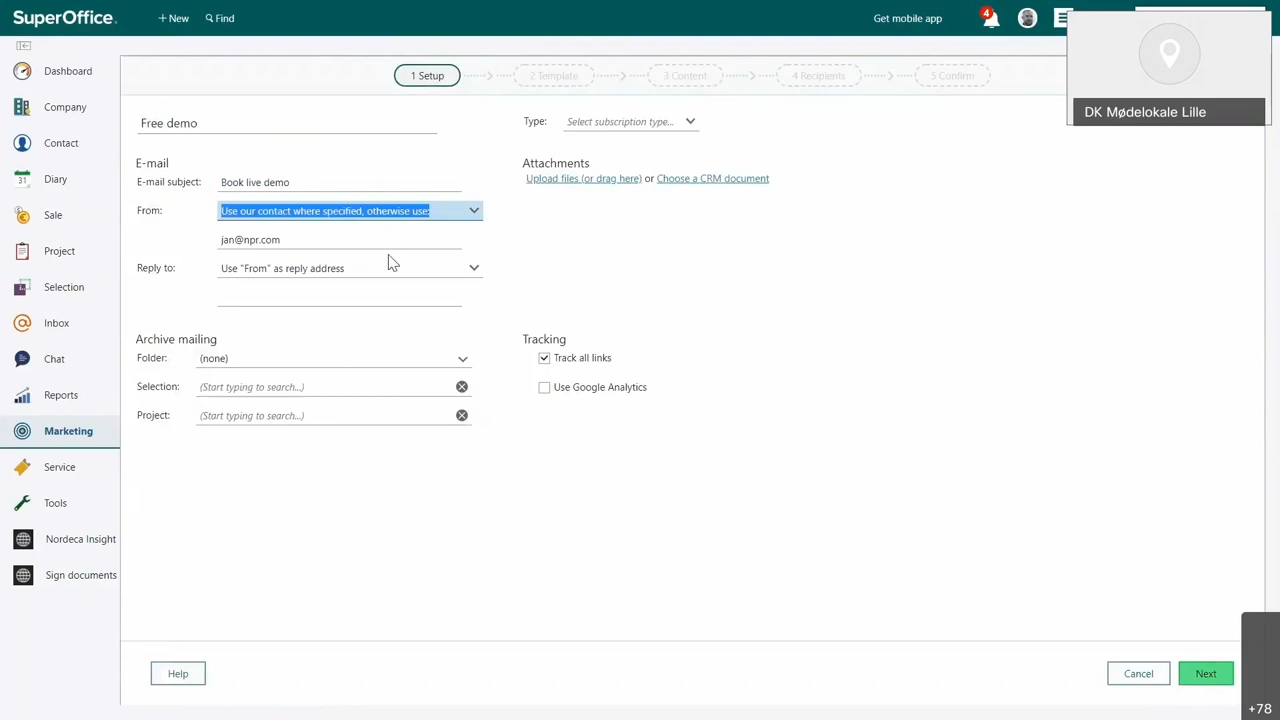 SuperOffice.
+ New
Find
Get mobile app
4
DK Mødelokale Lille
Dashboard
Company
Contact
Diary
31
Sale
Project
Selection
Inbox
Chat
Reports
Marketing
Service
Tools
Nordeca Insight
Sign documents
1 Setup
2 Template
3 Content
4 Recipients
5 Confirm
Free demo
Type: Select subscription type...
E-mail
E-mail subject: Book live demo
From: Use our contact where specified, otherwise use:
jan@npr.com
Reply to: Use "From" as reply address
Attachments
Upload files (or drag here) or Choose a CRM document
Archive mailing
Folder: (none)
Selection: (Start typing to search...)
Project: (Start typing to search...)
Tracking
Track all links
Use Google Analytics
Help
Cancel
Next
+78